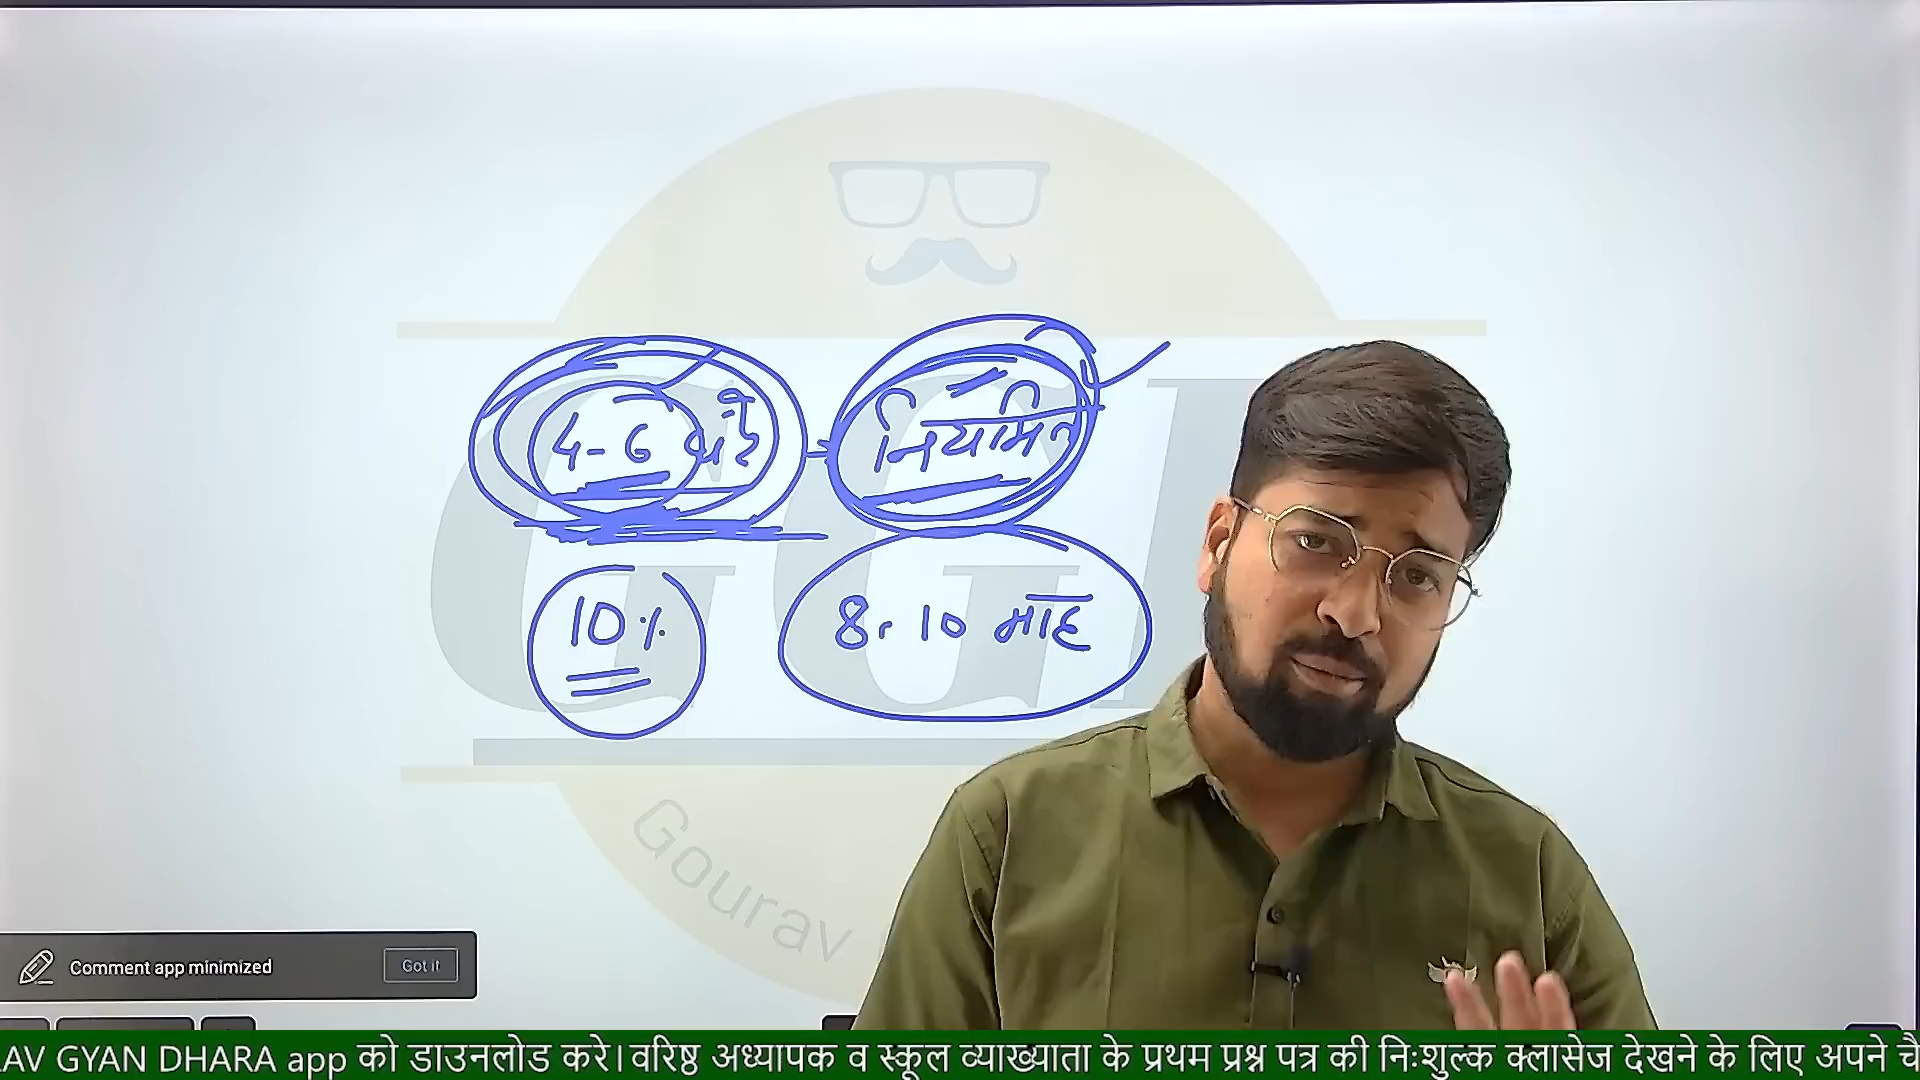 4-6 घंटे - नियमित
10% 8-10 माह
Gourav
Comment app minimized Got it
AV GYAN DHARA app को डाउनलोड करे। वरिष्ठ अध्यापक व स्कूल व्याख्याता के प्रथम प्रश्न पत्र की निःशुल्क क्लासेज देखने के लिए अपने